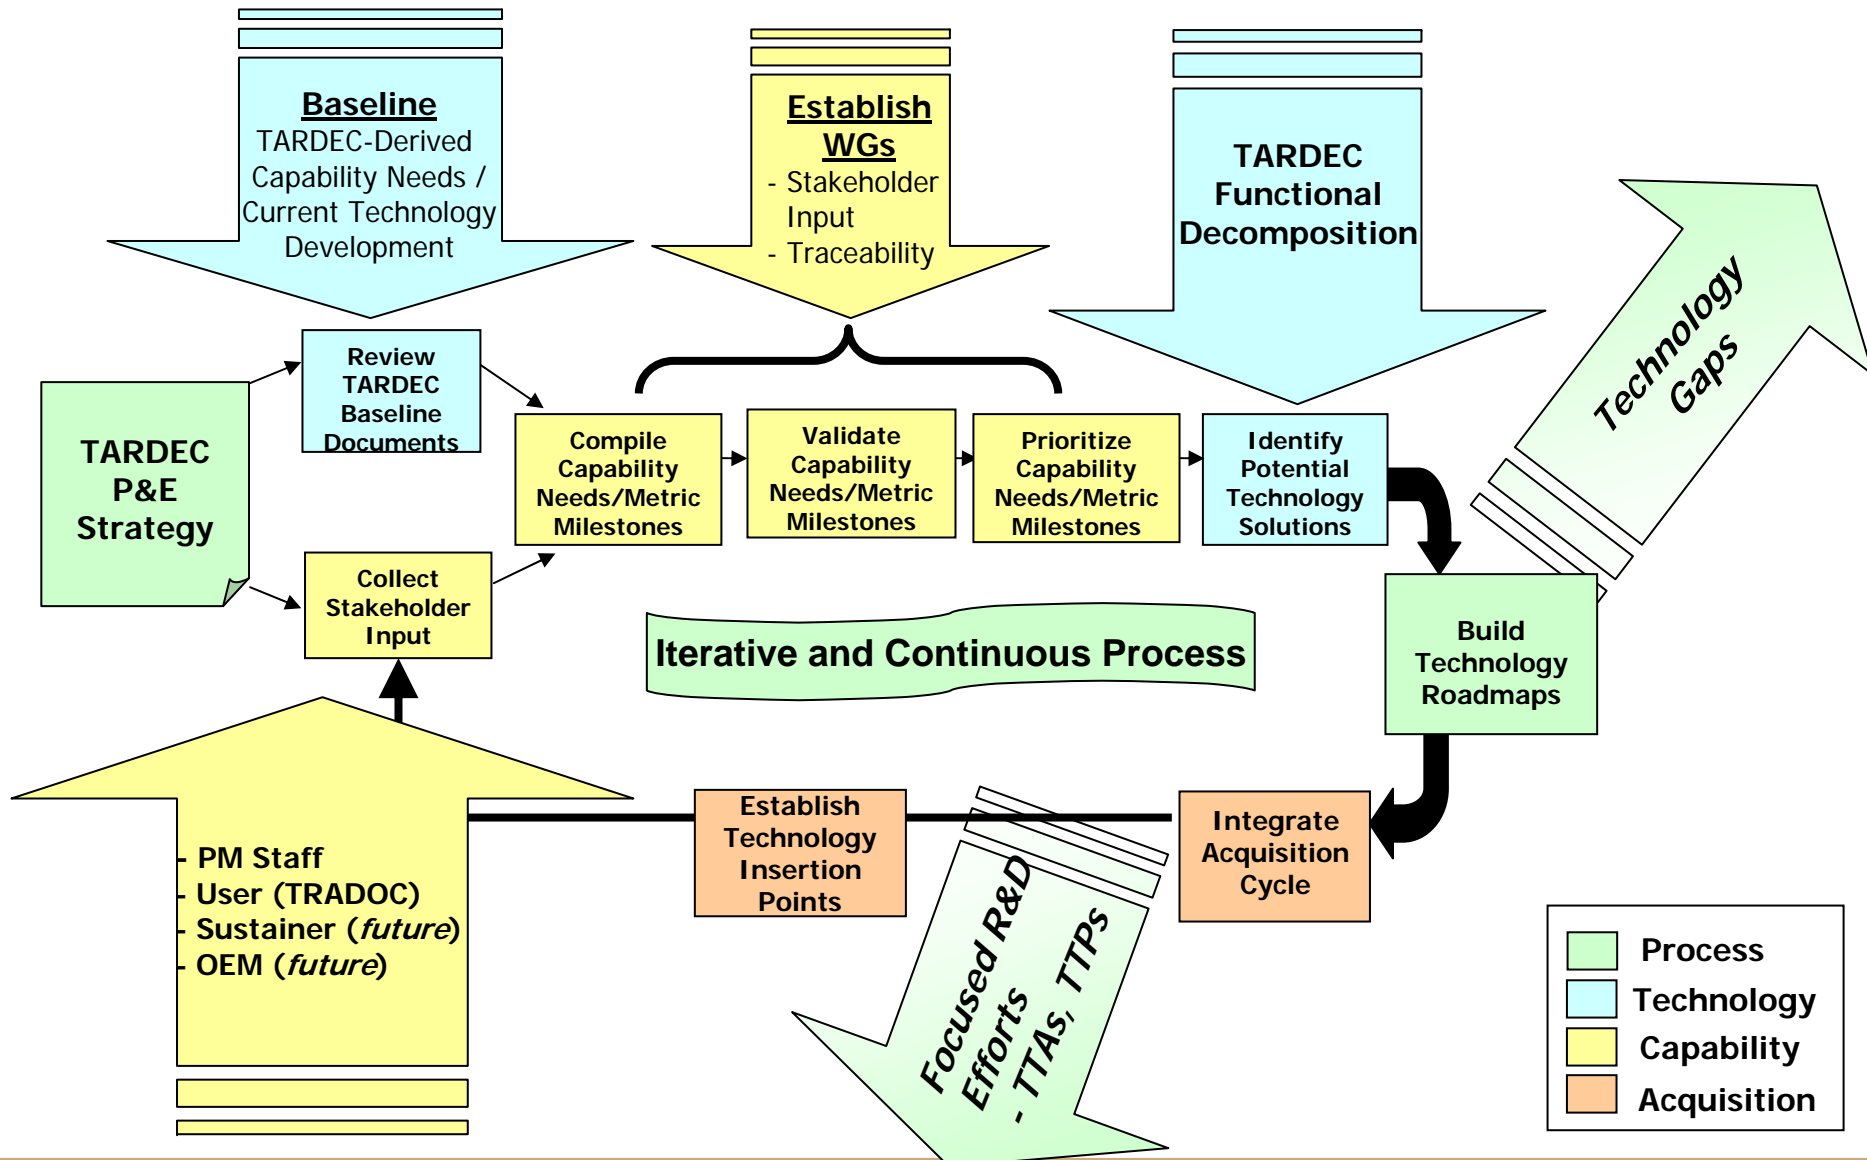 Baseline
TARDEC-Derived
Capability Needs /
Current Technology
Development
Establish
WGs
- Stakeholder
Input
- Traceability
TARDEC
Functional
Decomposition
Technology
Gaps
TARDEC
P&E
Strategy
Review
TARDEC
Baseline
Documents
Collect
Stakeholder
Input
Compile
Capability
Needs/Metric
Milestones
Validate
Capability
Needs/Metric
Milestones
Prioritize
Capability
Needs/Metric
Milestones
Identify
Potential
Technology
Solutions
Iterative and Continuous Process
Build
Technology
Roadmaps
- PM Staff
- User (TRADOC)
- Sustainer (future)
- OEM (future)
Establish
Technology
Insertion
Points
Focused R&D
Efforts
- TTAs, TTPs
Integrate
Acquisition
Cycle
Process
Technology
Capability
Acquisition